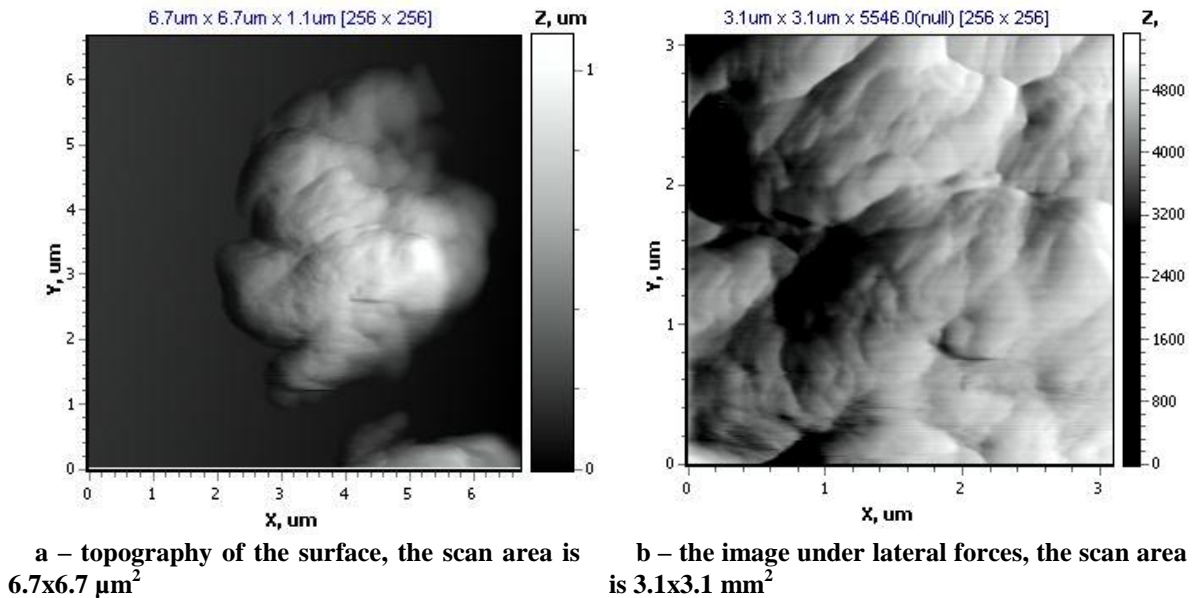 6.7um x 6.7um x 1.1um [256 x 256]
Z, um
1
0
6
5
4
3
2
1
0
Y, um
0 1 2 3 4 5 6
X, um
3.1um x 3.1um x 5546.0(null) [256 x 256]
Z,
4800
4000
3200
2400
1600
800
0
3
2
1
0
Y, um
0 1 2 3
X, um
a – topography of the surface, the scan area is
6.7x6.7 µm²
b – the image under lateral forces, the scan area
is 3.1x3.1 mm²